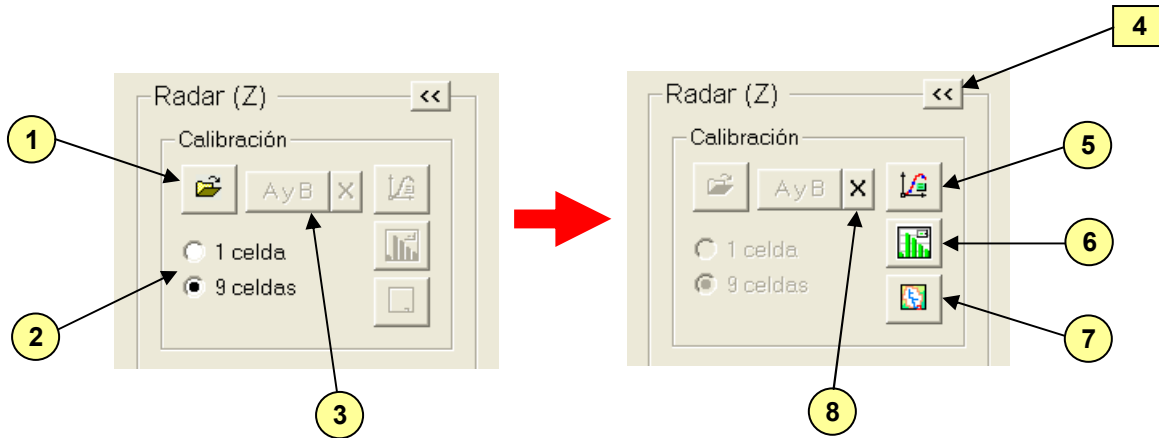 4
Radar (Z) <<
Radar (Z) <<
1
Calibración
Calibración
5
AyB X
AyB X
1 celda
1 celda
6
9 celdas
9 celdas
2
7
3
8